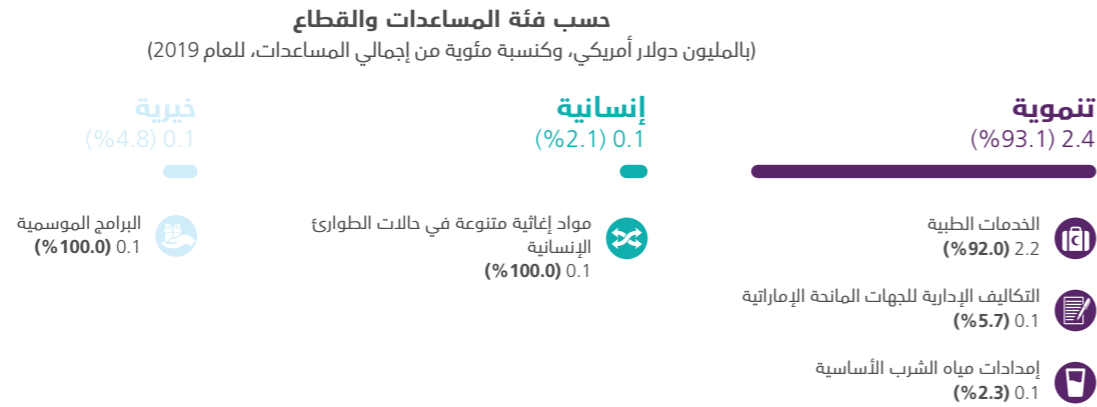 حسب فئة المساعدات والقطاع
(بالمليون دولار أمريكي، وكنسبة مئوية من إجمالي المساعدات، للعام 2019)
تنموية
2.4 (93.1%)
الخدمات الطبية
2.2 (92.0%)
التكاليف الإدارية للجهات المانحة الإماراتية
0.1 (5.7%)
إمدادات مياه الشرب الأساسية
0.1 (2.3%)
إنسانية
0.1 (2.1%)
مواد إغاثية متنوعة في حالات الطوارئ
الإنسانية
0.1 (100.0%)
خيرية
0.1 (4.8%)
البرامج الموسمية
0.1 (100.0%)